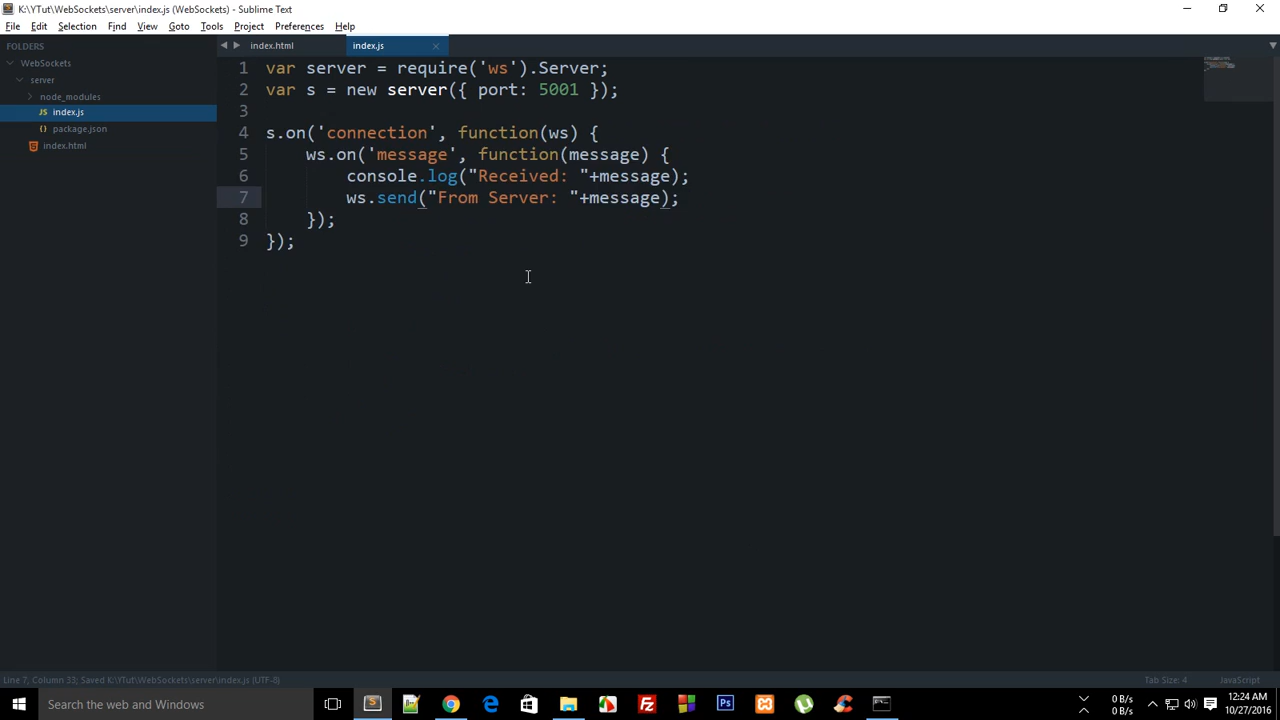 K:\YTut\WebSockets\server\index.js (WebSockets) - Sublime Text
File Edit Selection Find View Goto Tools Project Preferences Help
FOLDERS
WebSockets
server
node_modules
JS index.js
{} package.json
index.html
index.html index.js
1 var server = require('ws').Server;
2 var s = new server({ port: 5001 });
3
4 s.on('connection', function(ws) {
5 ws.on('message', function(message) {
6 console.log("Received: "+message);
7 ws.send("From Server: "+message);
8 });
9 });
Line 7, Column 33; Saved K:\YTut\WebSockets\server\index.js (UTF-8) Tab Size: 4 JavaScript
Search the web and Windows
0 B/s
0 B/s
12:24 AM
10/27/2016